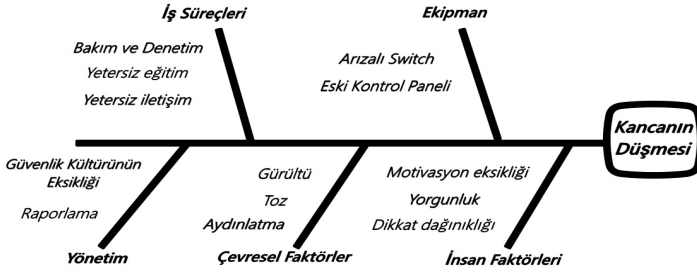 İş Süreçleri
Bakım ve Denetim
Yetersiz eğitim
Yetersiz iletişim
Ekipman
Arızalı Switch
Eski Kontrol Paneli
Kancanın
Düşmesi
Güvenlik Kültürünün
Eksikliği
Raporlama
Yönetim
Gürültü
Toz
Aydınlatma
Çevresel Faktörler
Motivasyon eksikliği
Yorgunluk
Dikkat dağınıklığı
İnsan Faktörleri